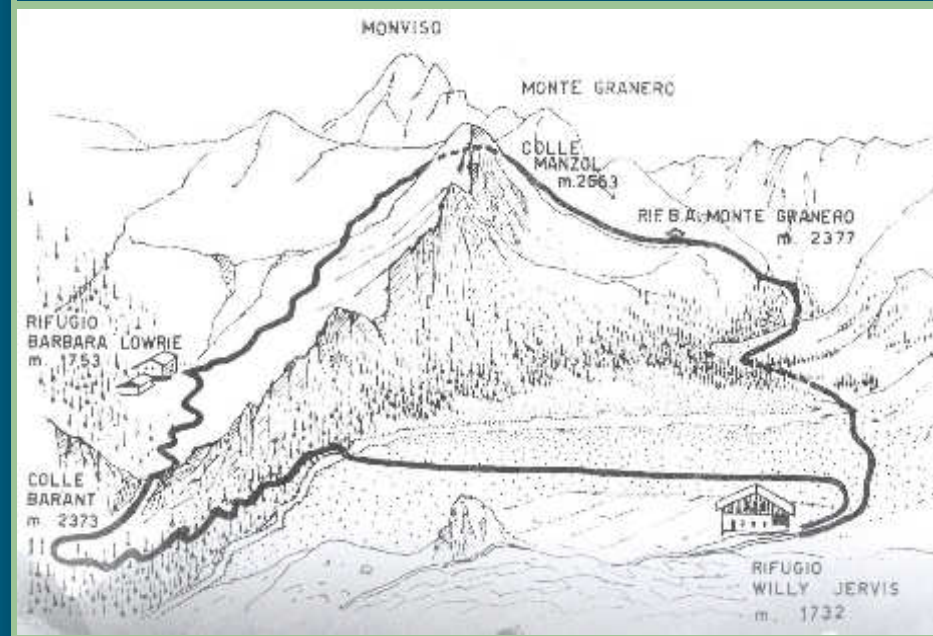 MONVISO
MONTE GRANERO
COLLE
MANZOL
RIF.B.A. MONTE GRANERO
m. 2377
RIFUGIO
BARBARA LOWRIE
m. 1753
COLLE
BARANT
m. 2373
RIFUGIO
WILLY JERVIS
m. 1732